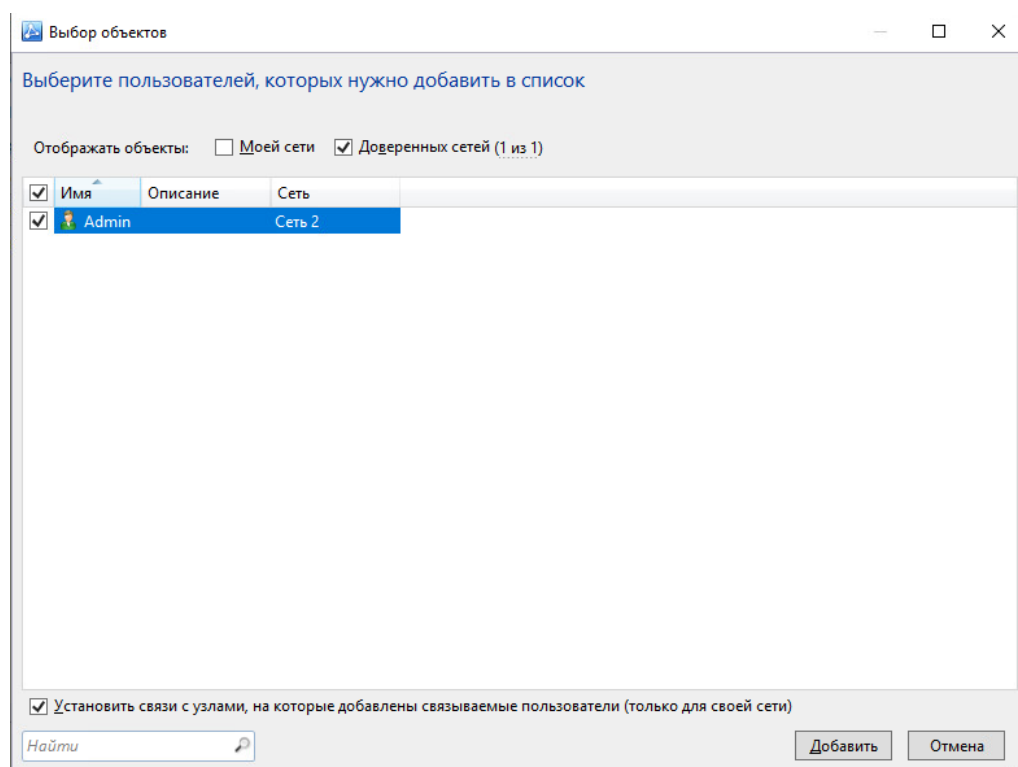 Выбор объектов
Выберите пользователей, которых нужно добавить в список
Отображать объекты: Моей сети Доверенных сетей (1 из 1)
Имя Описание Сеть
Admin Сеть 2
Установить связи с узлами, на которые добавлены связываемые пользователи (только для своей сети)
Найти Добавить Отмена